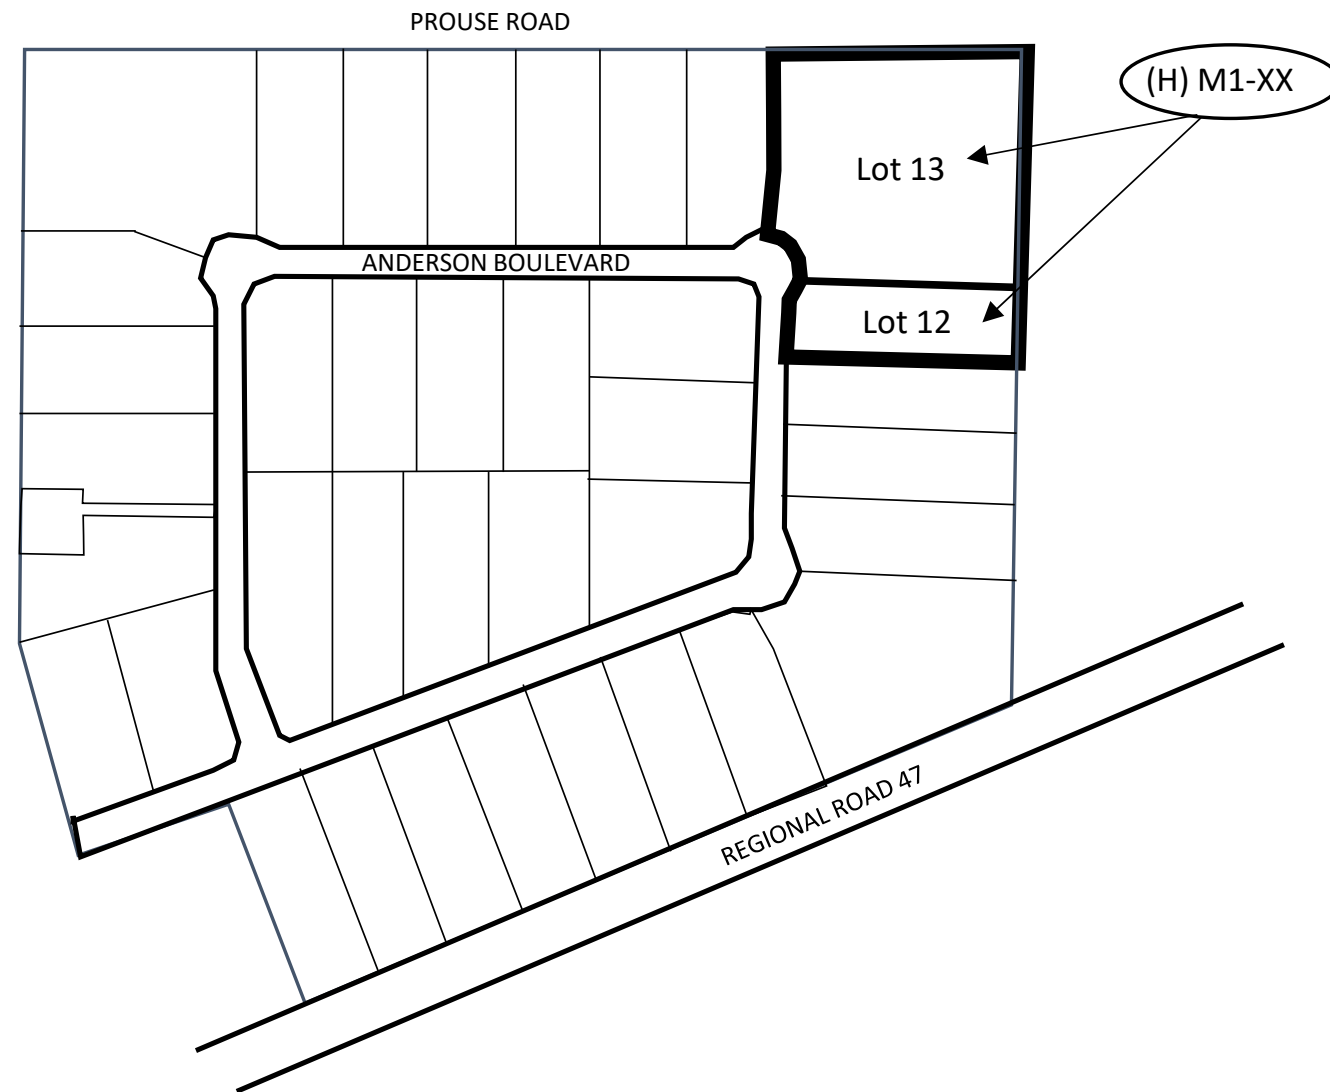 PROUSE ROAD
(H) M1-XX
Lot 13
ANDERSON BOULEVARD
Lot 12
REGIONAL ROAD 47